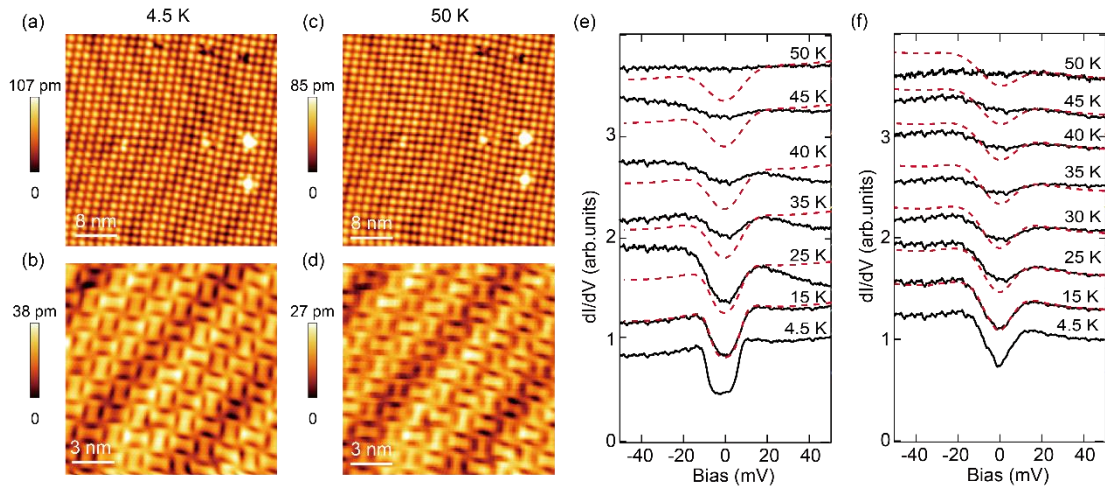 4.5 K
50 K
(a)
107 pm
0
8 nm
(b)
38 pm
0
3 nm
(c)
85 pm
0
8 nm
(d)
27 pm
0
3 nm
(e)
50 K
45 K
40 K
35 K
25 K
15 K
4.5 K
3
2
1
0
dI/dV (arb.units)
-40 -20 0 20 40
Bias (mV)
(f)
50 K
45 K
40 K
35 K
30 K
25 K
15 K
4.5 K
3
2
1
0
dI/dV (arb.units)
-40 -20 0 20 40
Bias (mV)